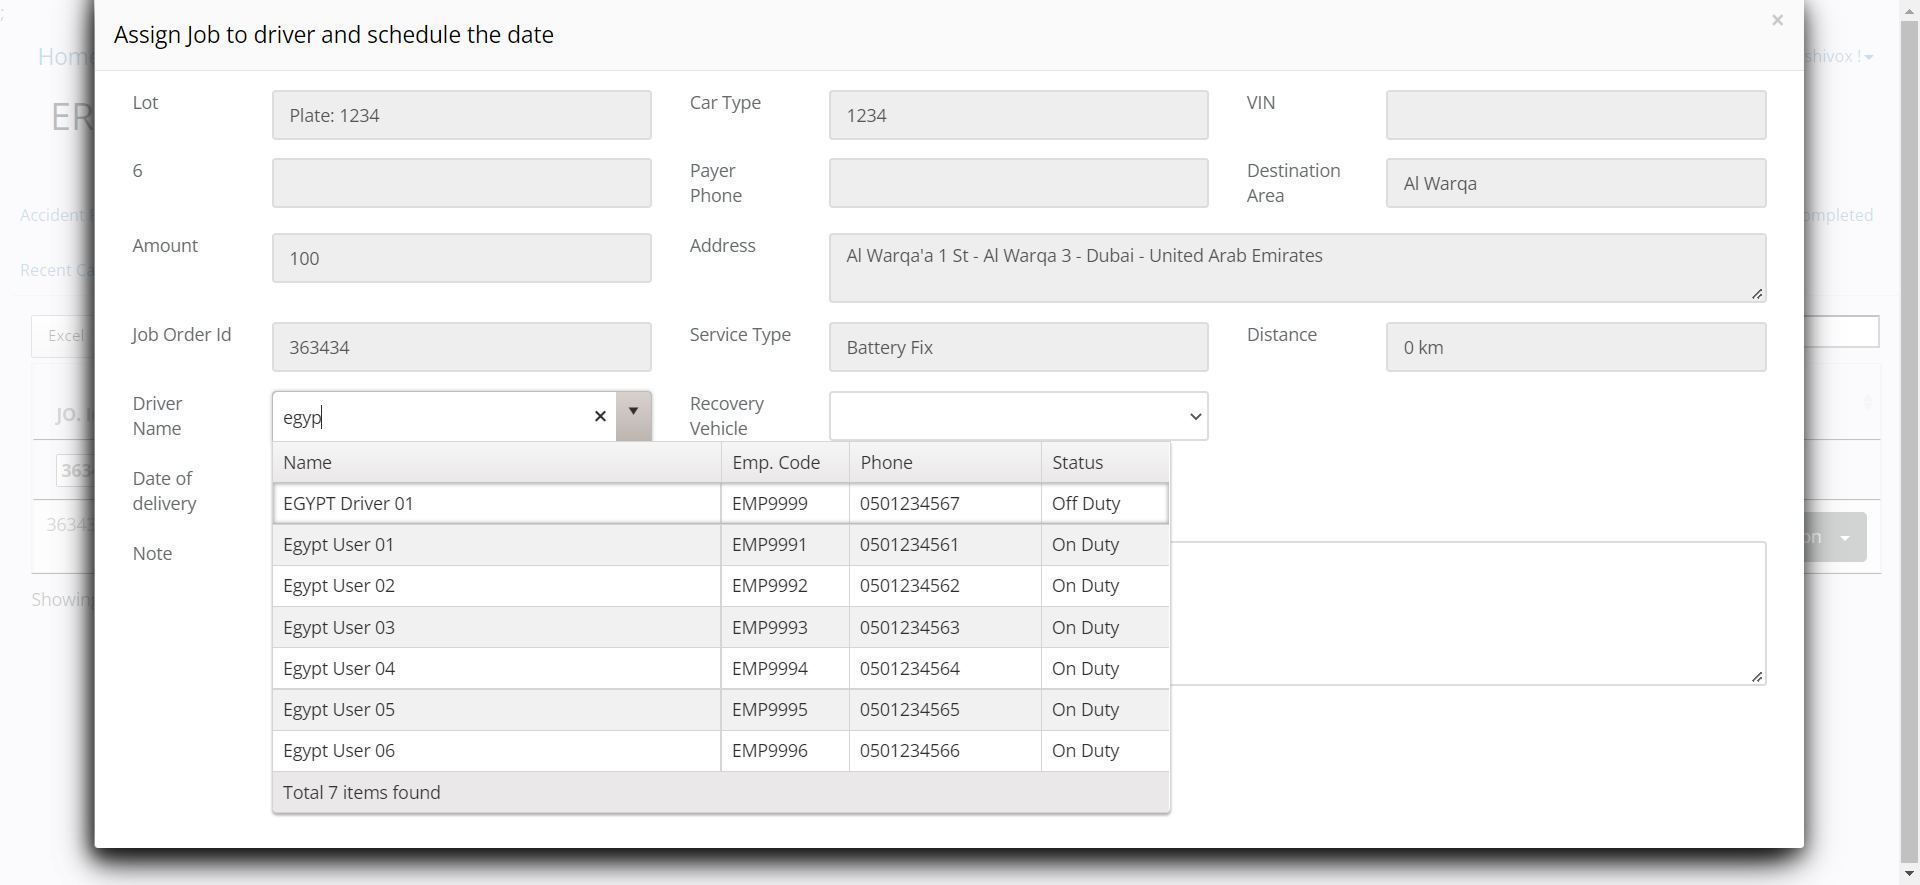 ;
Assign Job to driver and schedule the date
×
Home
shivox !
ER
Lot
Plate: 1234
Car Type
1234
VIN
6
Payer
Phone
Destination
Area
Al Warqa
Accident
ompleted
Amount
100
Address
Al Warqa'a 1 St - Al Warqa 3 - Dubai - United Arab Emirates
Recent Ca
Job Order Id
363434
Service Type
Battery Fix
Distance
0 km
Excel
Driver
Name
egyp
Recovery
Vehicle
JO. I
Name Emp. Code Phone Status
363
Date of
delivery
EGYPT Driver 01 EMP9999 0501234567 Off Duty
36343
on
Egypt User 01 EMP9991 0501234561 On Duty
Note
Egypt User 02 EMP9992 0501234562 On Duty
Showing
Egypt User 03 EMP9993 0501234563 On Duty
Egypt User 04 EMP9994 0501234564 On Duty
Egypt User 05 EMP9995 0501234565 On Duty
Egypt User 06 EMP9996 0501234566 On Duty
Total 7 items found